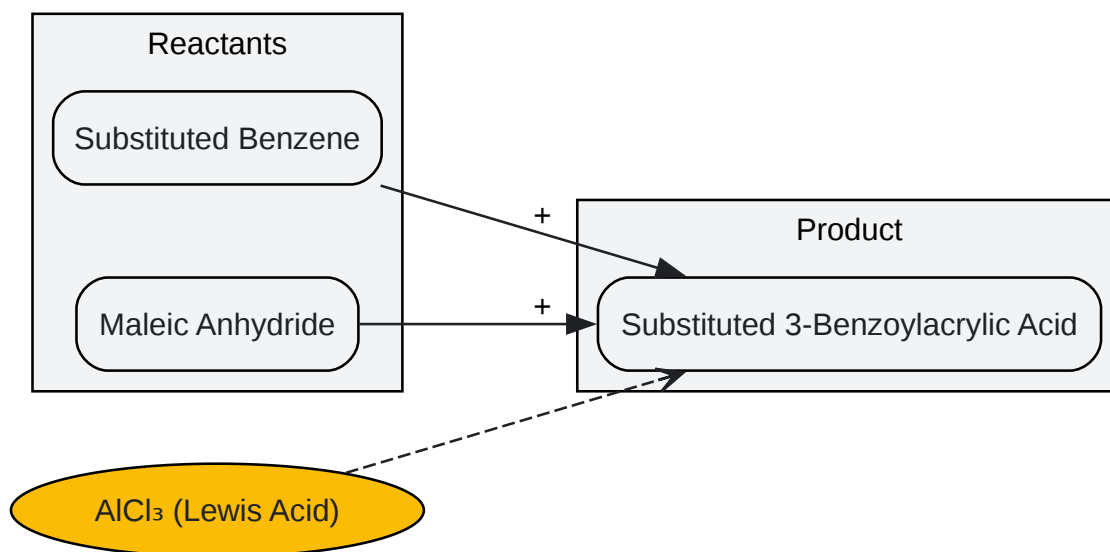 Reactants
Substituted Benzene
+
Product
Maleic Anhydride
+
Substituted 3-Benzoylacrylic Acid
AlCl₃ (Lewis Acid)